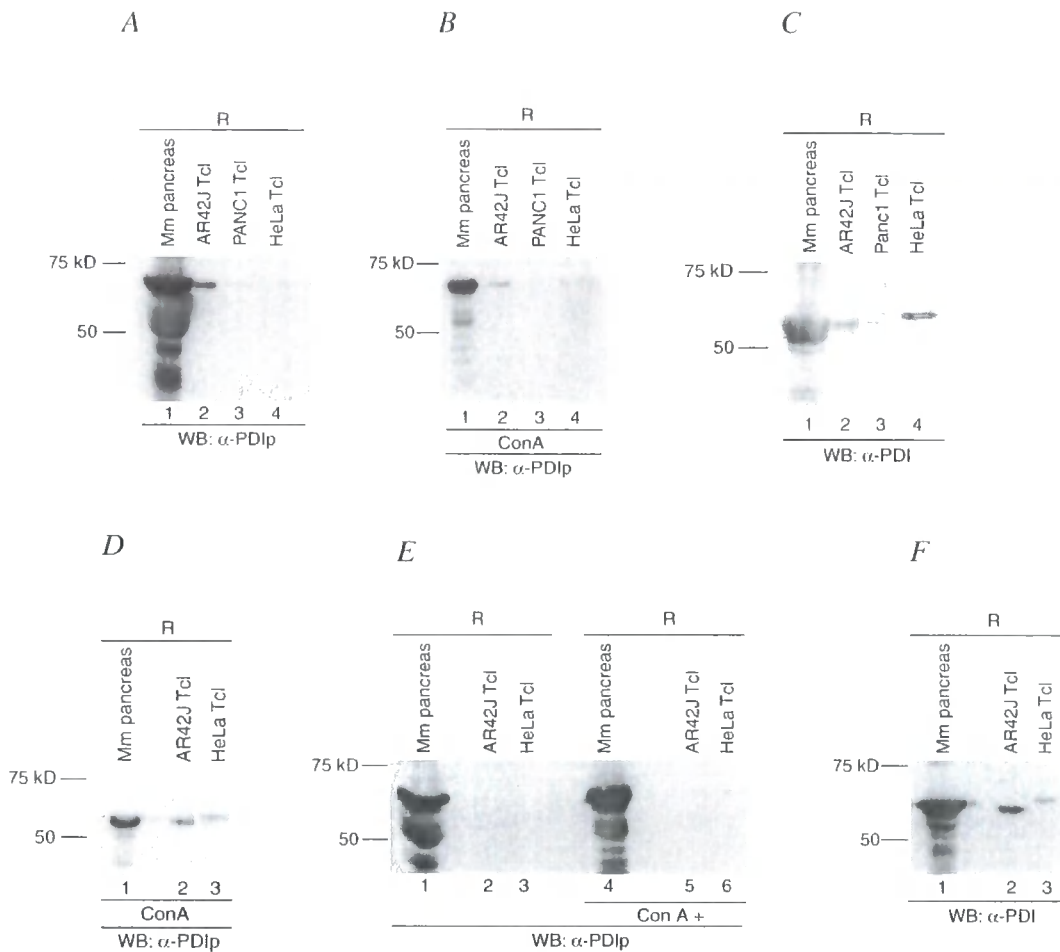 A
B
C
R
R
R
Mm pancreas
AR42J Tcl
PANC1 Tcl
HeLa Tcl
Mm pancreas
AR42J Tcl
PANC1 Tcl
HeLa Tcl
Mm pancreas
AR42J Tcl
Panc1 Tcl
HeLa Tcl
75 kD
50
75 kD
50
75 kD
50
1 2 3 4
WB: α-PDIp
1 2 3 4
ConA
WB: α-PDIp
1 2 3 4
WB: α-PDI
D
E
F
R
R
R
R
Mm pancreas
AR42J Tcl
HeLa Tcl
Mm pancreas
AR42J Tcl
HeLa Tcl
Mm pancreas
AR42J Tcl
HeLa Tcl
Mm pancreas
AR42J Tcl
HeLa Tcl
75 kD
50
75 kD
50
75 kD
50
1 2 3
ConA
WB: α-PDIp
1 2 3 4 5 6
Con A +
WB: α-PDIp
1 2 3
WB: α-PDI